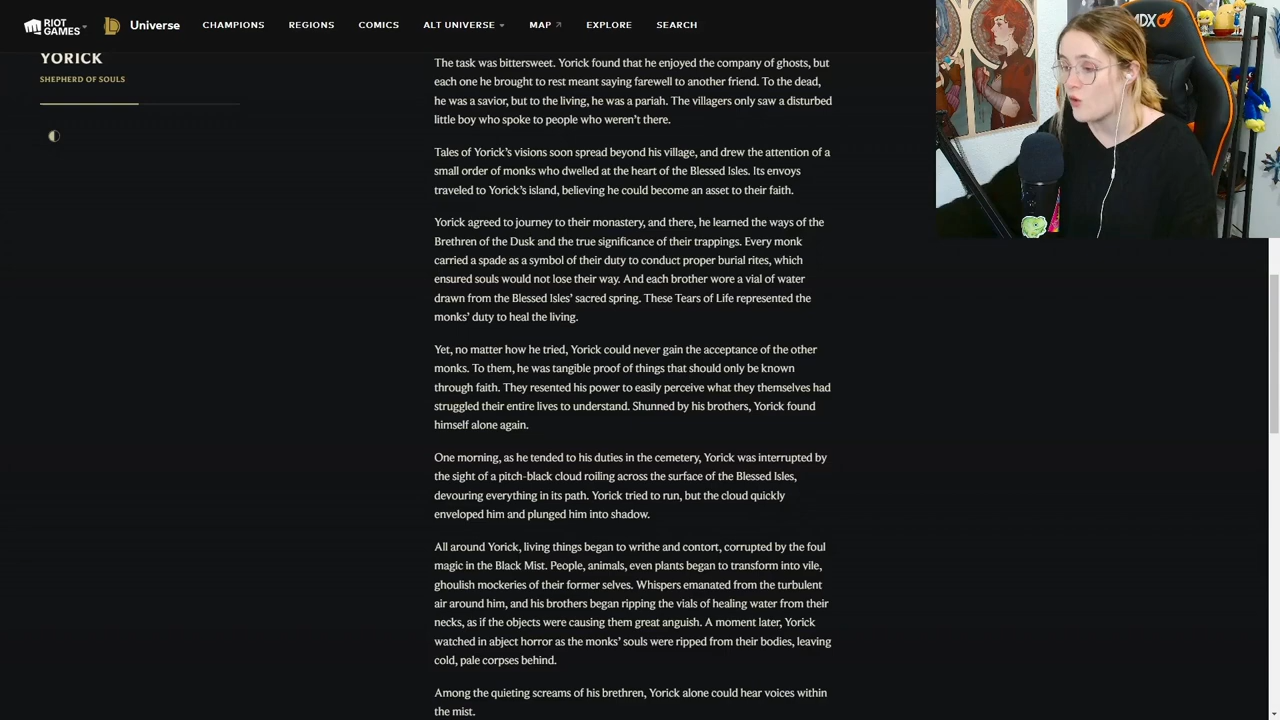 RIOT GAMES
Universe
CHAMPIONS
REGIONS
COMICS
ALT UNIVERSE
MAP
EXPLORE
SEARCH
YORICK
SHEPHERD OF SOULS
The task was bittersweet. Yorick found that he enjoyed the company of ghosts, but
each one he brought to rest meant saying farewell to another friend. To the dead,
he was a savior, but to the living, he was a pariah. The villagers only saw a disturbed
little boy who spoke to people who weren’t there.
Tales of Yorick’s visions soon spread beyond his village, and drew the attention of a
small order of monks who dwelled at the heart of the Blessed Isles. Its envoys
traveled to Yorick’s island, believing he could become an asset to their faith.
Yorick agreed to journey to their monastery, and there, he learned the ways of the
Brethren of the Dusk and the true significance of their trappings. Every monk
carried a spade as a symbol of their duty to conduct proper burial rites, which
ensured souls would not lose their way. And each brother wore a vial of water
drawn from the Blessed Isles’ sacred spring. These Tears of Life represented the
monks’ duty to heal the living.
Yet, no matter how he tried, Yorick could never gain the acceptance of the other
monks. To them, he was tangible proof of things that should only be known
through faith. They resented his power to easily perceive what they themselves had
struggled their entire lives to understand. Shunned by his brothers, Yorick found
himself alone again.
One morning, as he tended to his duties in the cemetery, Yorick was interrupted by
the sight of a pitch-black cloud roiling across the surface of the Blessed Isles,
devouring everything in its path. Yorick tried to run, but the cloud quickly
enveloped him and plunged him into shadow.
All around Yorick, living things began to writhe and contort, corrupted by the foul
magic in the Black Mist. People, animals, even plants began to transform into vile,
ghoulish mockeries of their former selves. Whispers emanated from the turbulent
air around him, and his brothers began ripping the vials of healing water from their
necks, as if the objects were causing them great anguish. A moment later, Yorick
watched in abject horror as the monks’ souls were ripped from their bodies, leaving
cold, pale corpses behind.
Among the quieting screams of his brethren, Yorick alone could hear voices within
the mist.
MDX